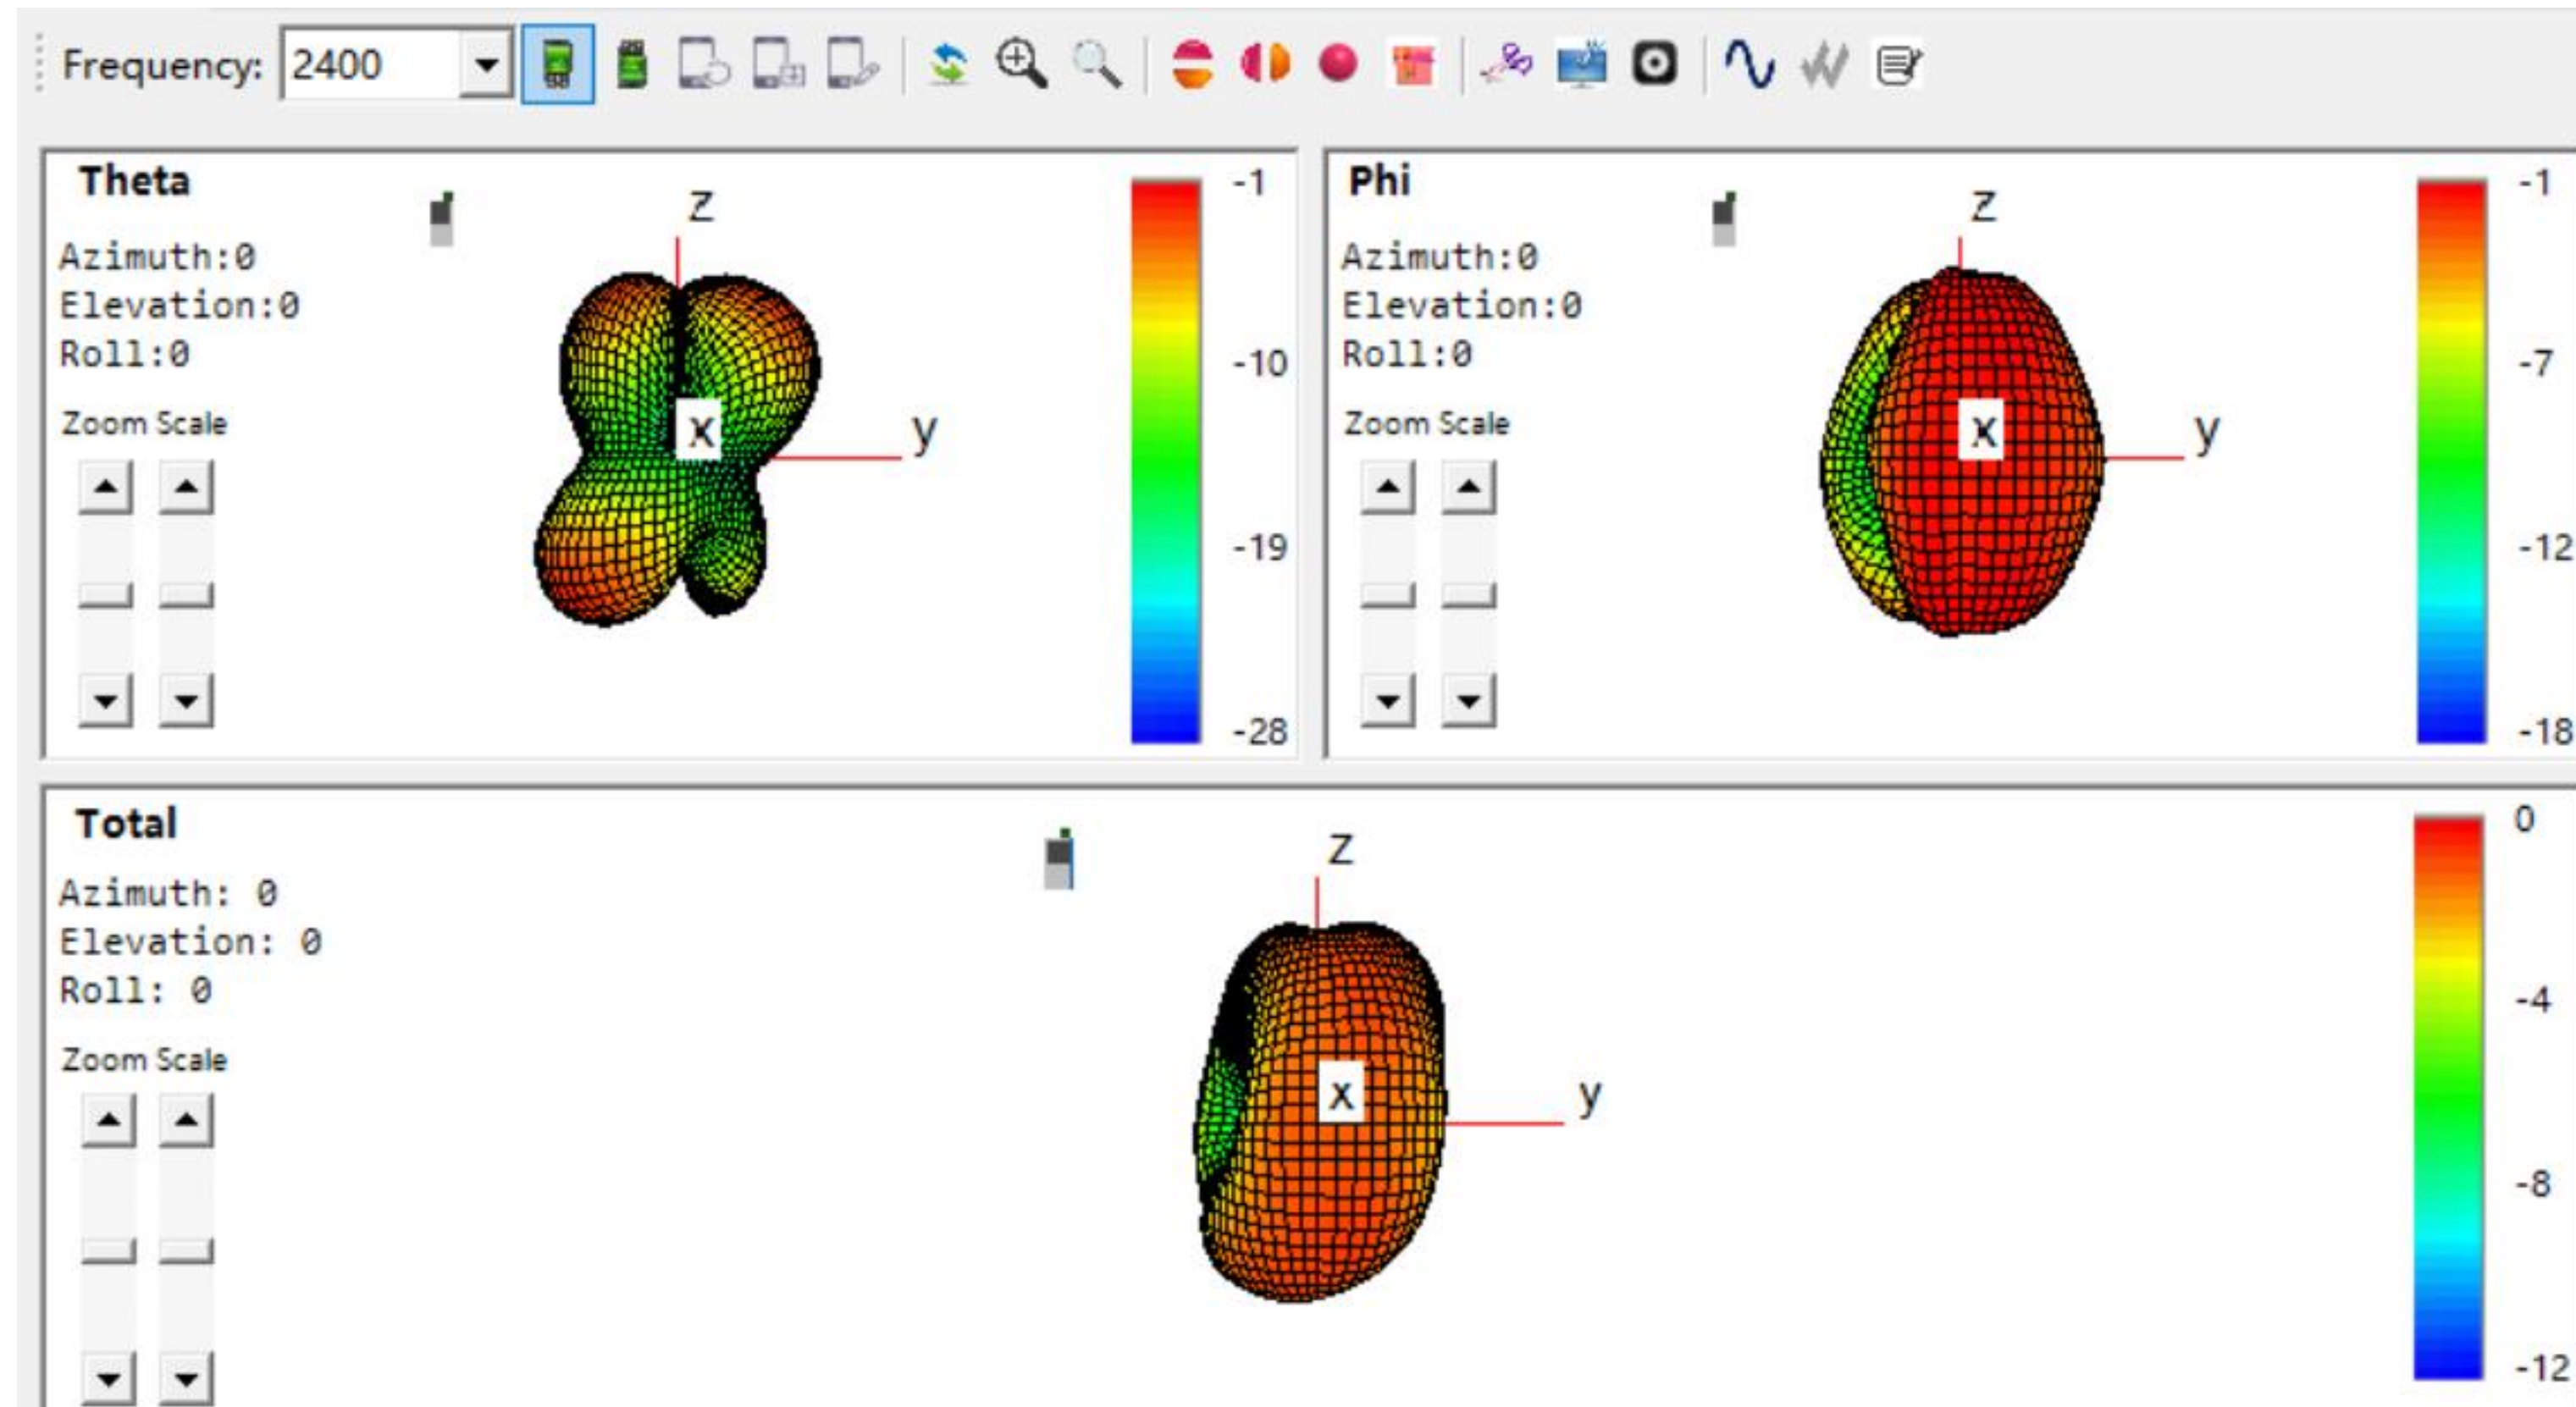 Frequency: 2400
Theta
Azimuth:0
Elevation:0
Roll:0
Zoom Scale
z
x
y
-1
-10
-19
-28
Phi
Azimuth:0
Elevation:0
Roll:0
Zoom Scale
z
x
y
-1
-7
-12
-18
Total
Azimuth: 0
Elevation: 0
Roll: 0
Zoom Scale
z
x
y
0
-4
-8
-12